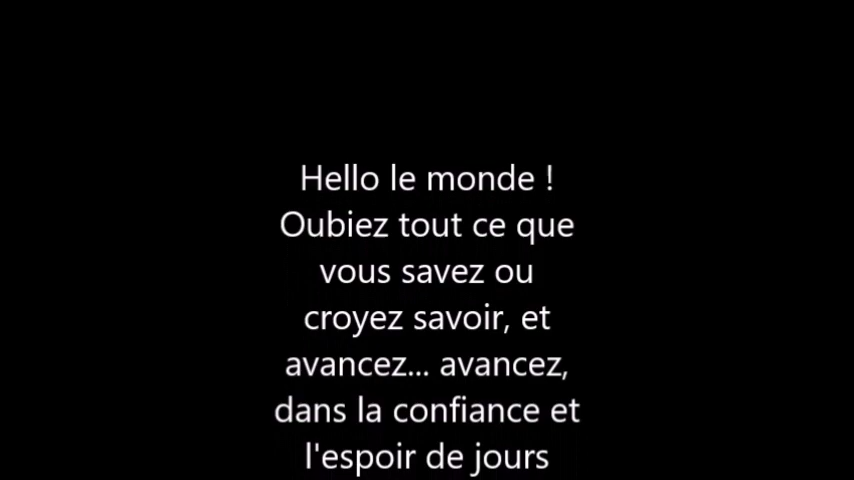 Hello le monde !
Oubiez tout ce que
vous savez ou
croyez savoir, et
avancez... avancez,
dans la confiance et
l'espoir de jours